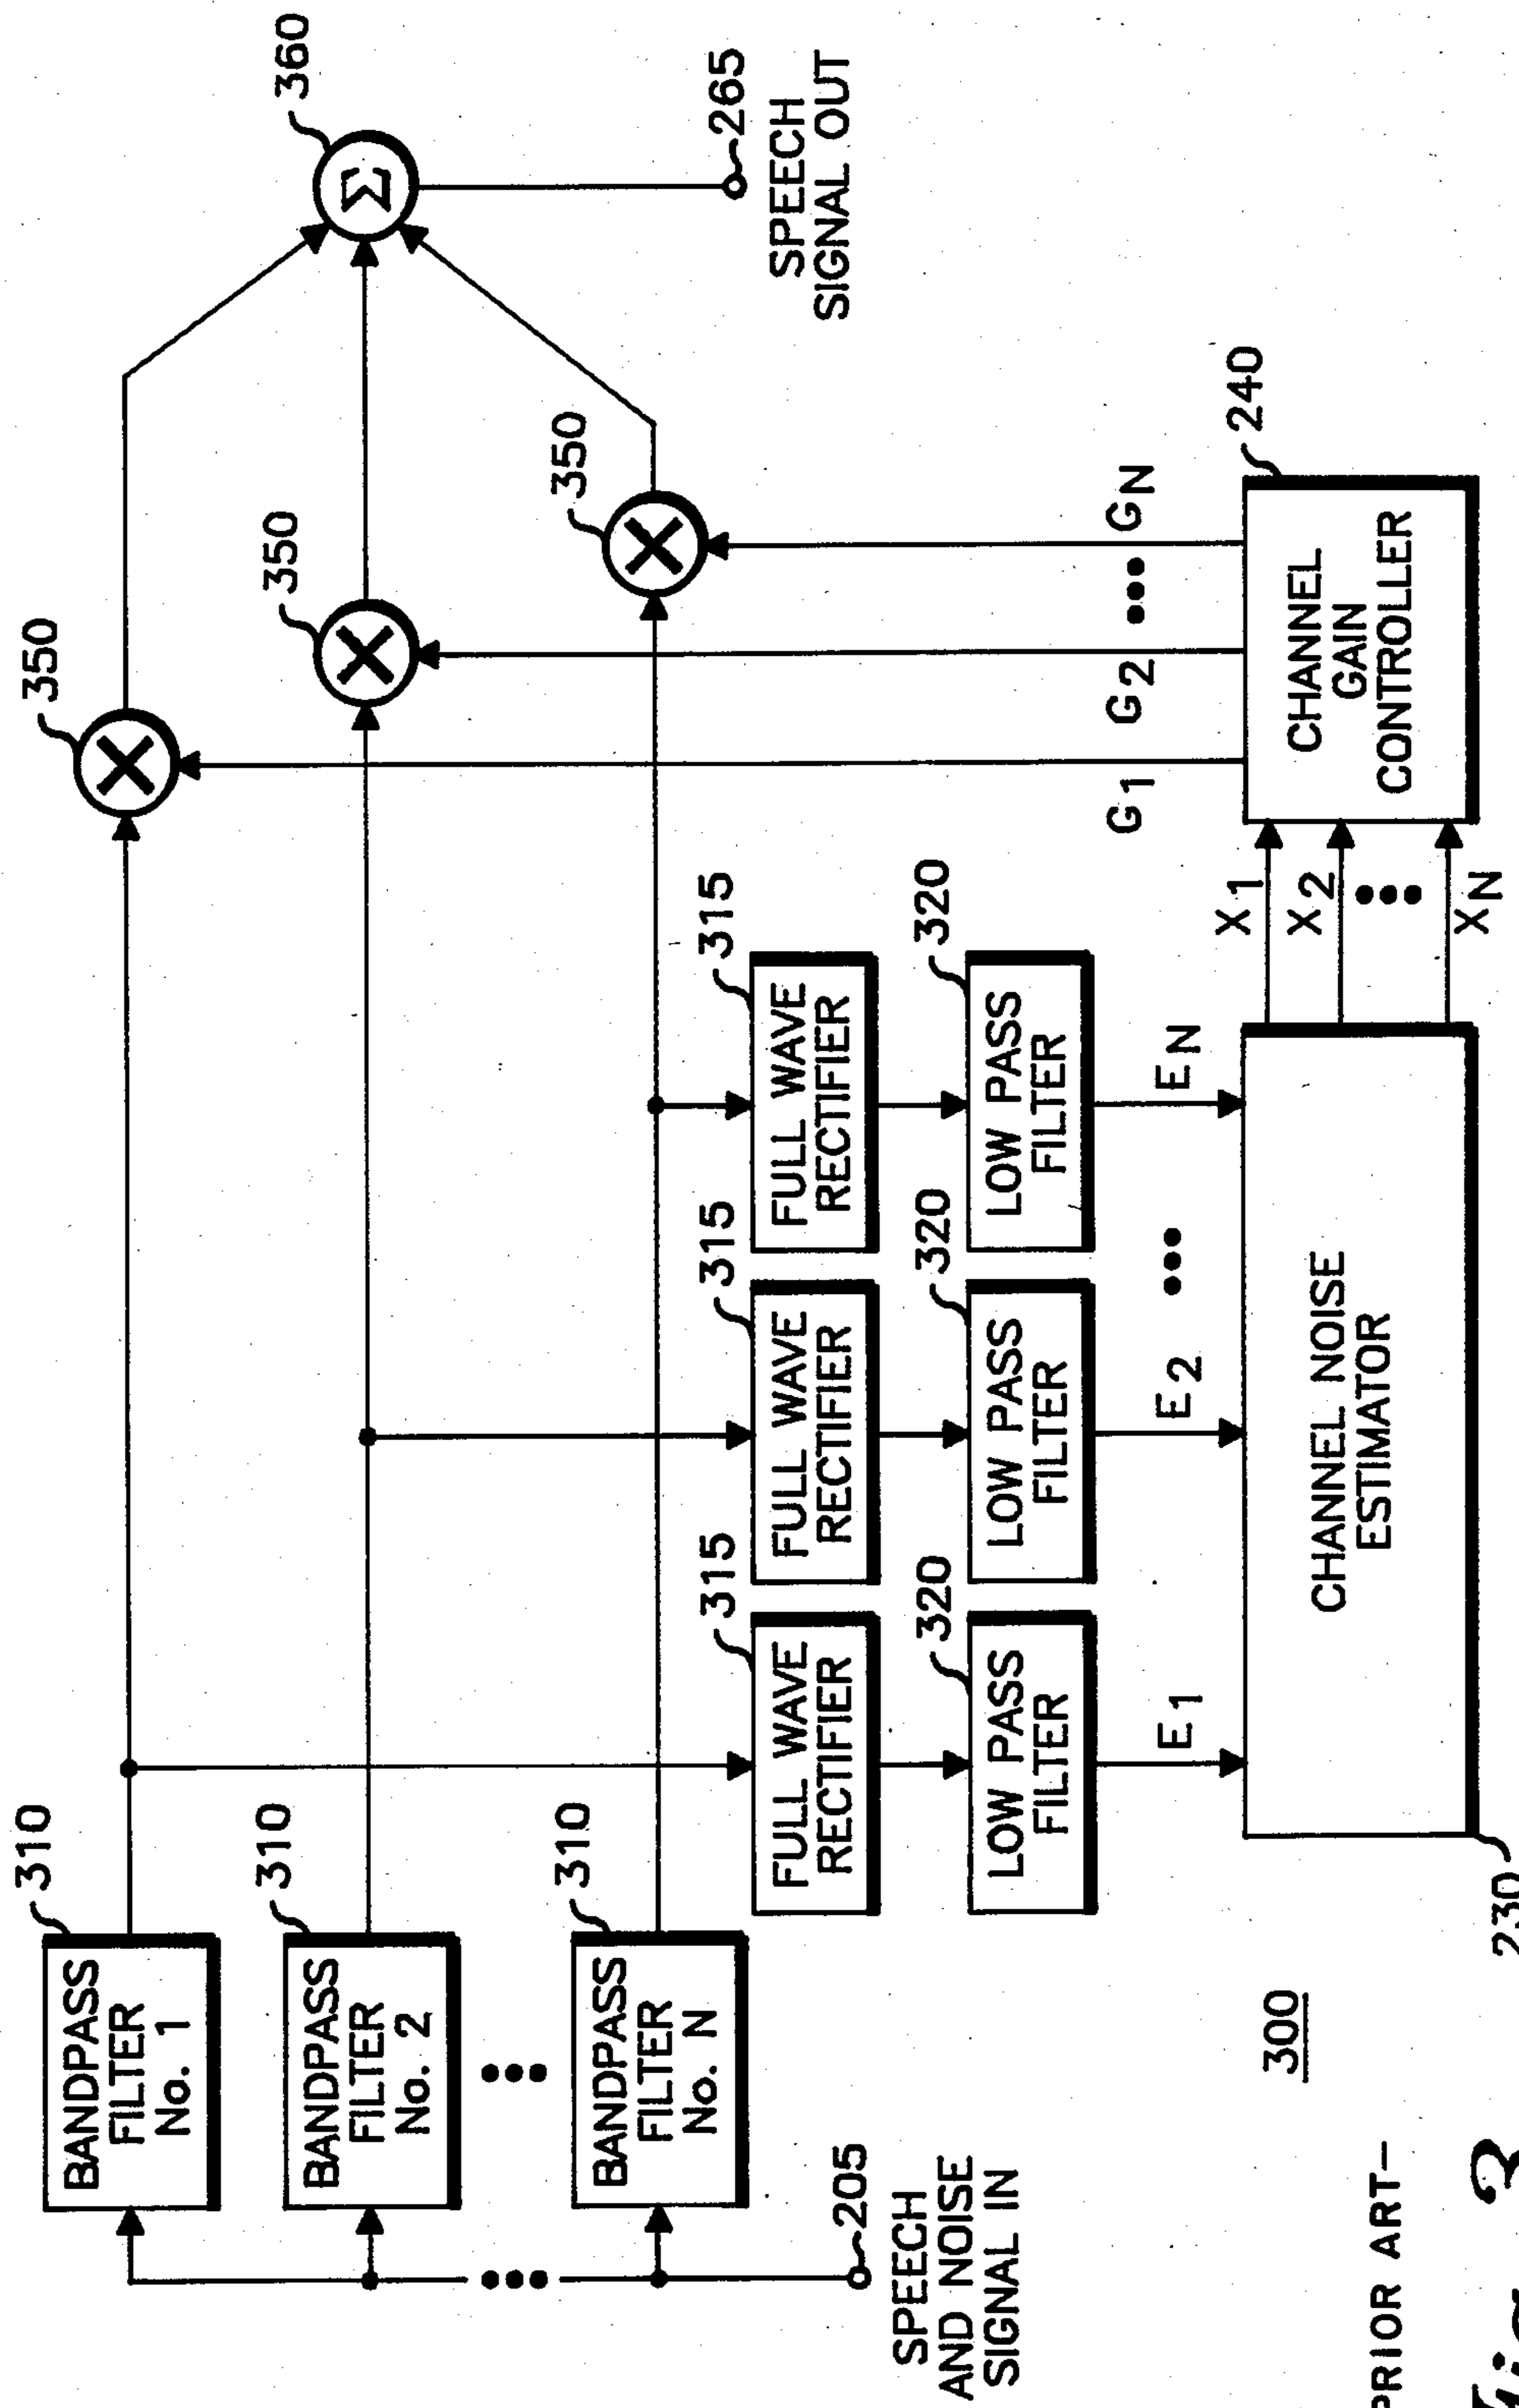 BANDPASS
FILTER
No. 1
310
BANDPASS
FILTER
No. 2
310
BANDPASS
FILTER
No. N
310
205
SPEECH
AND NOISE
SIGNAL IN
350
350
350
360
265
SPEECH
SIGNAL OUT
FULL WAVE
RECTIFIER
315
FULL WAVE
RECTIFIER
315
FULL WAVE
RECTIFIER
315
LOW PASS
FILTER
320
LOW PASS
FILTER
320
LOW PASS
FILTER
320
E1
E2
EN
CHANNEL NOISE
ESTIMATOR
230
X1
X2
XN
G1
G2
GN
CHANNEL
GAIN
CONTROLLER
240
Σ
300
PRIOR ART-